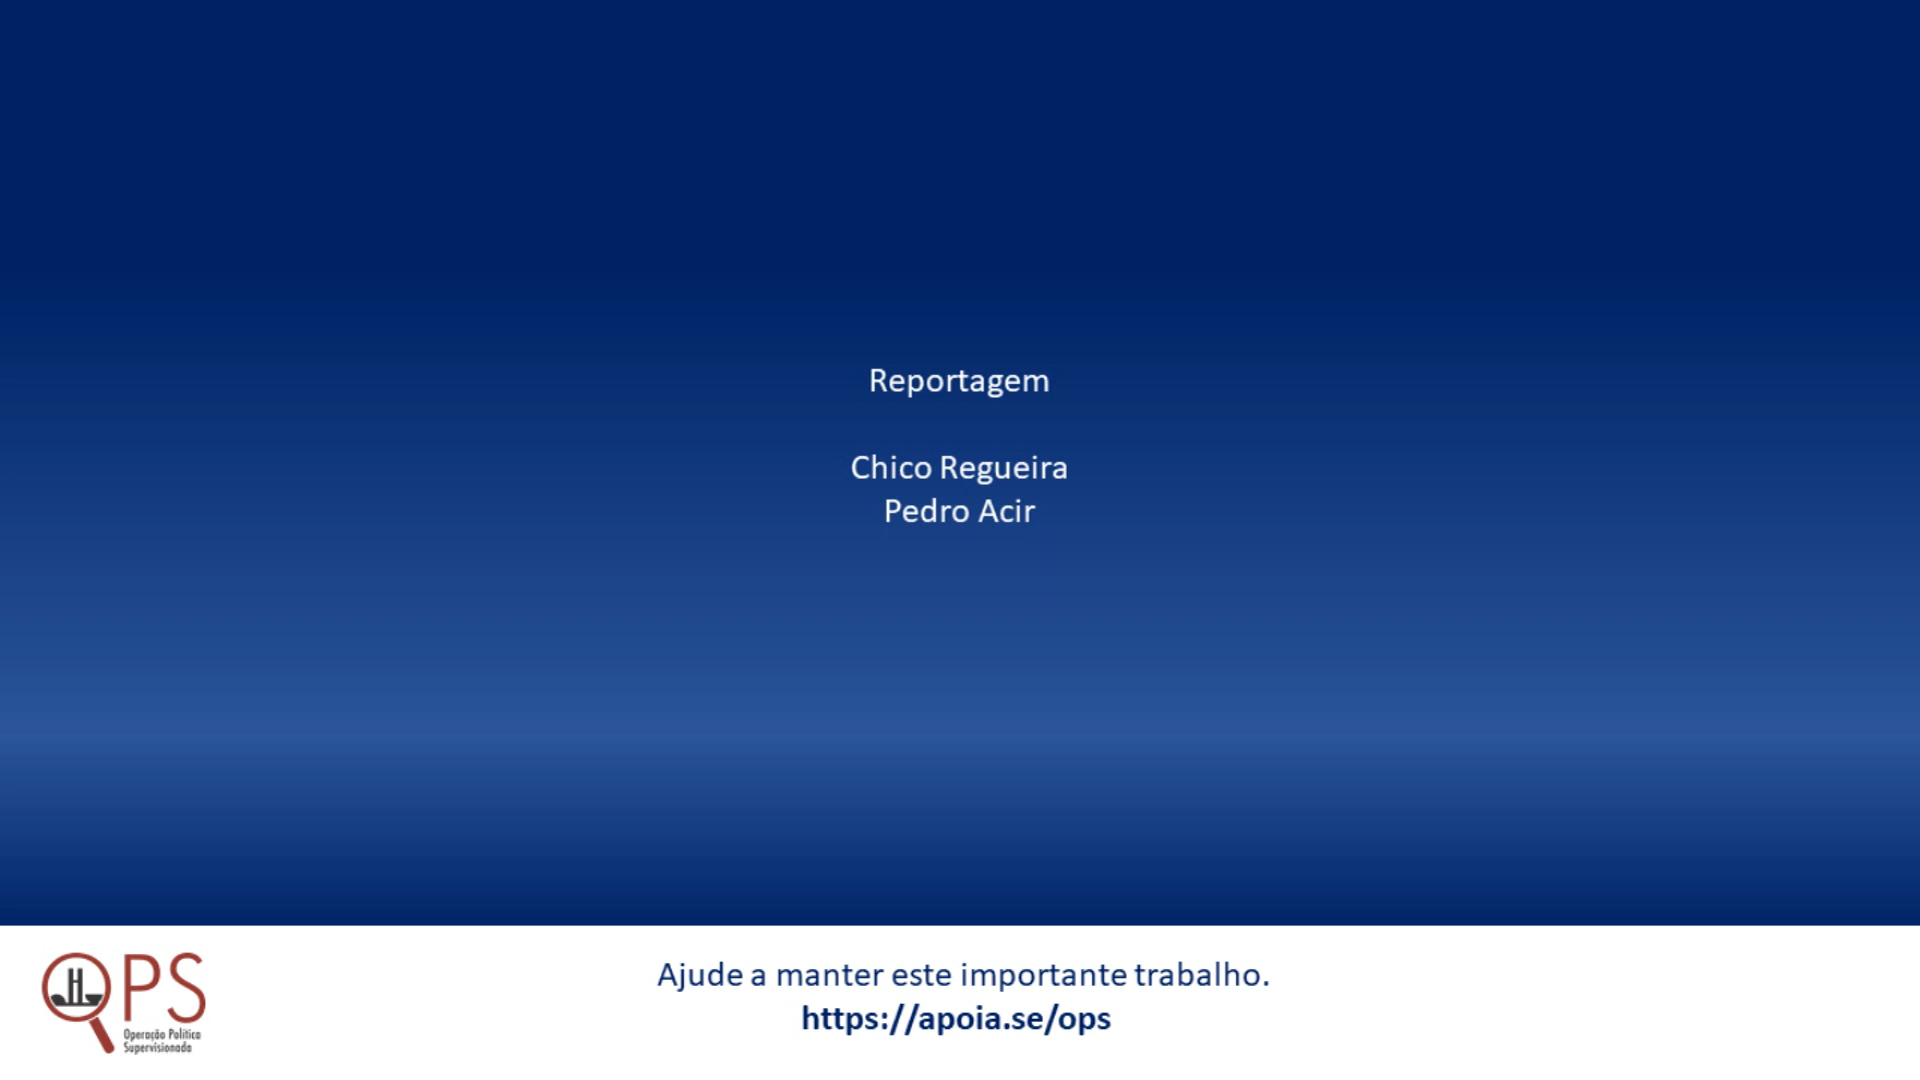 Reportagem
Chico Regueira
Pedro Acir
OPS
Operação Política
Supervisionada
Ajude a manter este importante trabalho.
https://apoia.se/ops